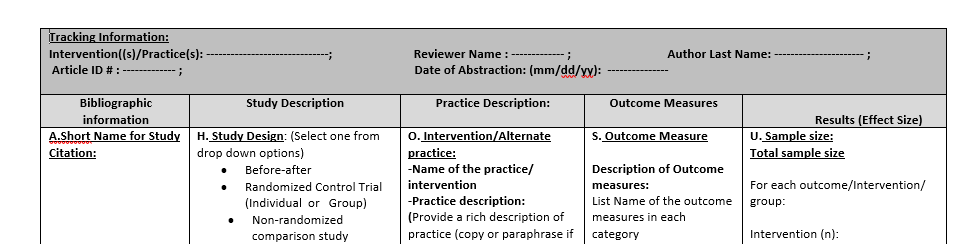 Tracking Information:
Intervention((s)/Practice(s): ------------------------------; Reviewer Name : ------------- ; Author Last Name: ---------------------- ;
Article ID # : ------------- ; Date of Abstraction: (mm/dd/yy): ---------------
Bibliographic information
Study Description
Practice Description:
Outcome Measures
Results (Effect Size)
A.Short Name for Study
Citation:
H. Study Design: (Select one from
drop down options)
• Before-after
• Randomized Control Trial
(Individual or Group)
• Non-randomized
comparison study
O. Intervention/Alternate
practice:
-Name of the practice/
intervention
-Practice description:
(Provide a rich description of
practice (copy or paraphrase if
S. Outcome Measure
Description of Outcome
measures:
List Name of the outcome
measures in each
category
U. Sample size:
Total sample size
For each outcome/Intervention/
group:
Intervention (n):